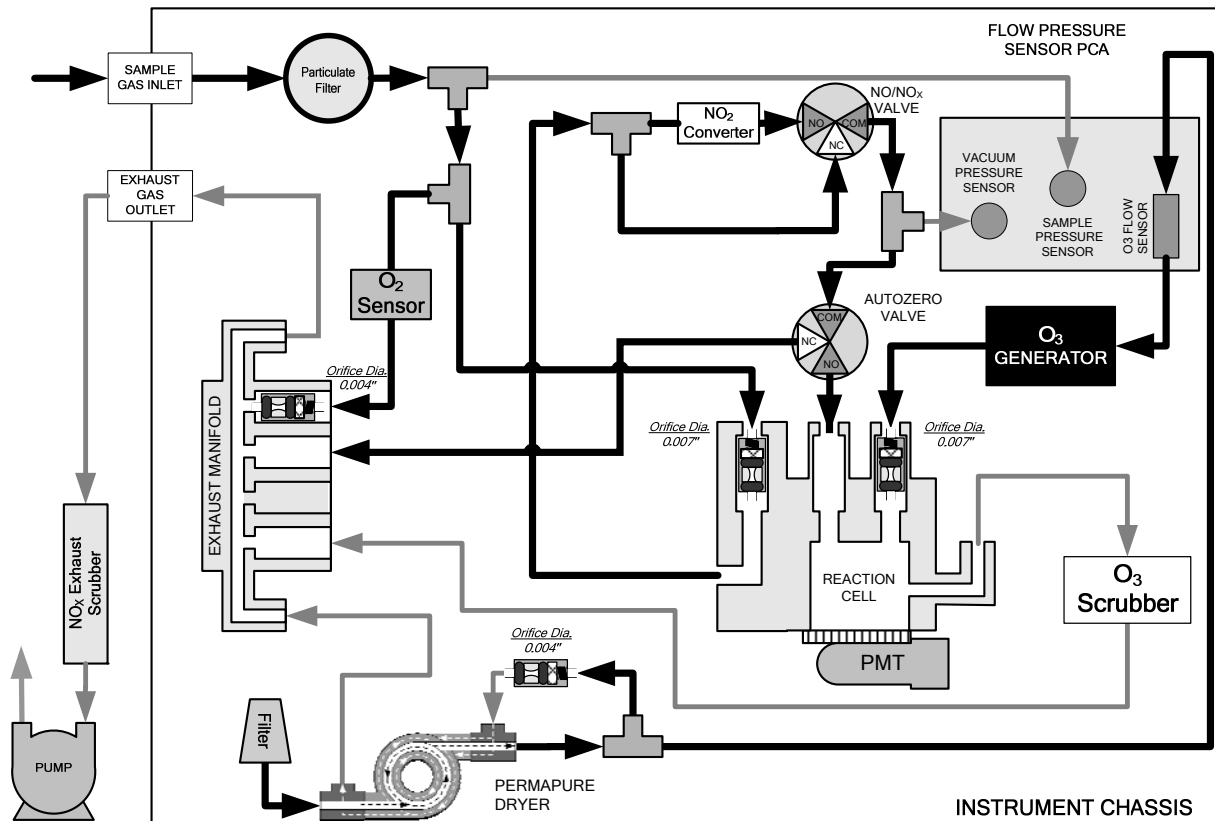 FLOW PRESSURE
SENSOR PCA
SAMPLE
GAS INLET
Particulate
Filter
NO/NOX
VALVE
NO2
Converter
NO
COM
NC
EXHAUST
GAS
OUTLET
VACUUM
PRESSURE
SENSOR
SAMPLE
PRESSURE
SENSOR
O3 FLOW
SENSOR
O2
Sensor
AUTOZERO
VALVE
COM
NC
NO
O3
GENERATOR
Orifice Dia.
0.004"
Orifice Dia.
0.007"
Orifice Dia.
0.007"
EXHAUST MANIFOLD
NOX Exhaust
Scrubber
REACTION
CELL
O3
Scrubber
Orifice Dia.
0.004"
PMT
Filter
PUMP
PERMAPURE
DRYER
INSTRUMENT CHASSIS